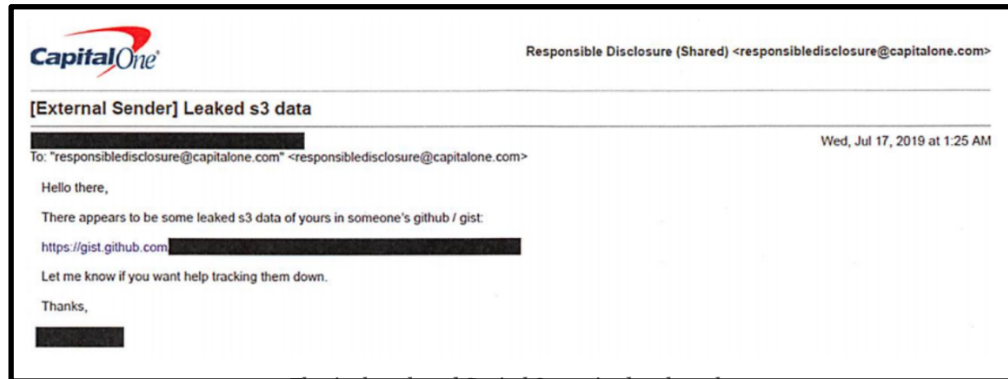 CapitalOne
Responsible Disclosure (Shared) <responsibledisclosure@capitalone.com>
[External Sender] Leaked s3 data
Wed, Jul 17, 2019 at 1:25 AM
To: "responsibledisclosure@capitalone.com" <responsibledisclosure@capitalone.com>
Hello there,
There appears to be some leaked s3 data of yours in someone's github / gist:
https://gist.github.com
Let me know if you want help tracking them down.
Thanks,